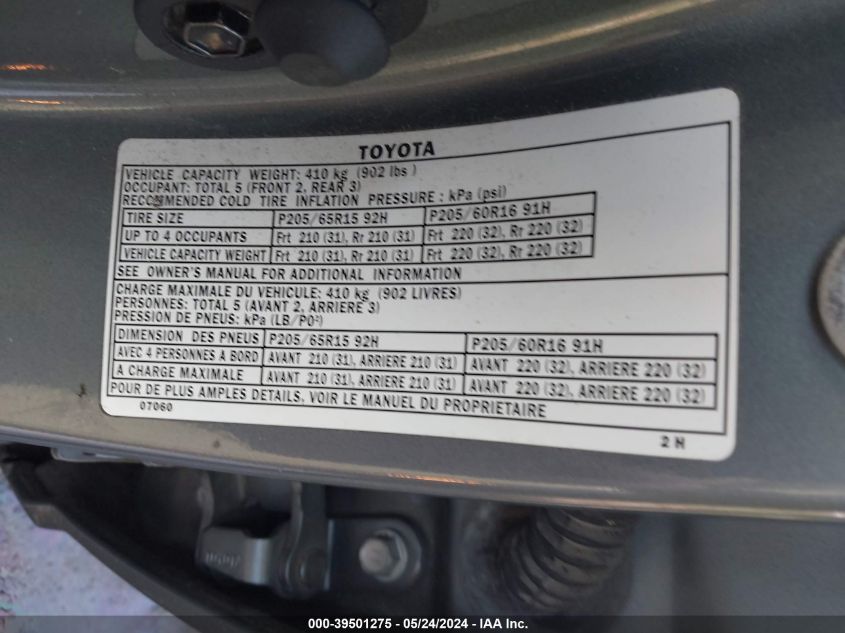 TOYOTA
VEHICLE CAPACITY WEIGHT: 410 kg (902 lbs )
OCCUPANT: TOTAL 5 (FRONT 2, REAR 3)
RECOMMENDED COLD TIRE INFLATION PRESSURE : kPa (psi)
TIRE SIZE P205/65R15 92H P205/60R16 91H
UP TO 4 OCCUPANTS Frt 210 (31), Rr 210 (31) Frt 220 (32), Rr 220 (32)
VEHICLE CAPACITY WEIGHT Frt 210 (31), Rr 210 (31) Frt 220 (32), Rr 220 (32)
SEE OWNER'S MANUAL FOR ADDITIONAL INFORMATION
CHARGE MAXIMALE DU VEHICULE: 410 kg (902 LIVRES)
PERSONNES: TOTAL 5 (AVANT 2, ARRIERE 3)
PRESSION DE PNEUS: kPa (LB/PO²)
DIMENSION DES PNEUS P205/65R15 92H P205/60R16 91H
AVEC 4 PERSONNES A BORD AVANT 210 (31), ARRIERE 210 (31) AVANT 220 (32), ARRIERE 220 (32)
A CHARGE MAXIMALE AVANT 210 (31), ARRIERE 210 (31) AVANT 220 (32), ARRIERE 220 (32)
POUR DE PLUS AMPLES DETAILS, VOIR LE MANUEL DU PROPRIETAIRE
07060 2 H
000-39501275 - 05/24/2024 - IAA Inc.